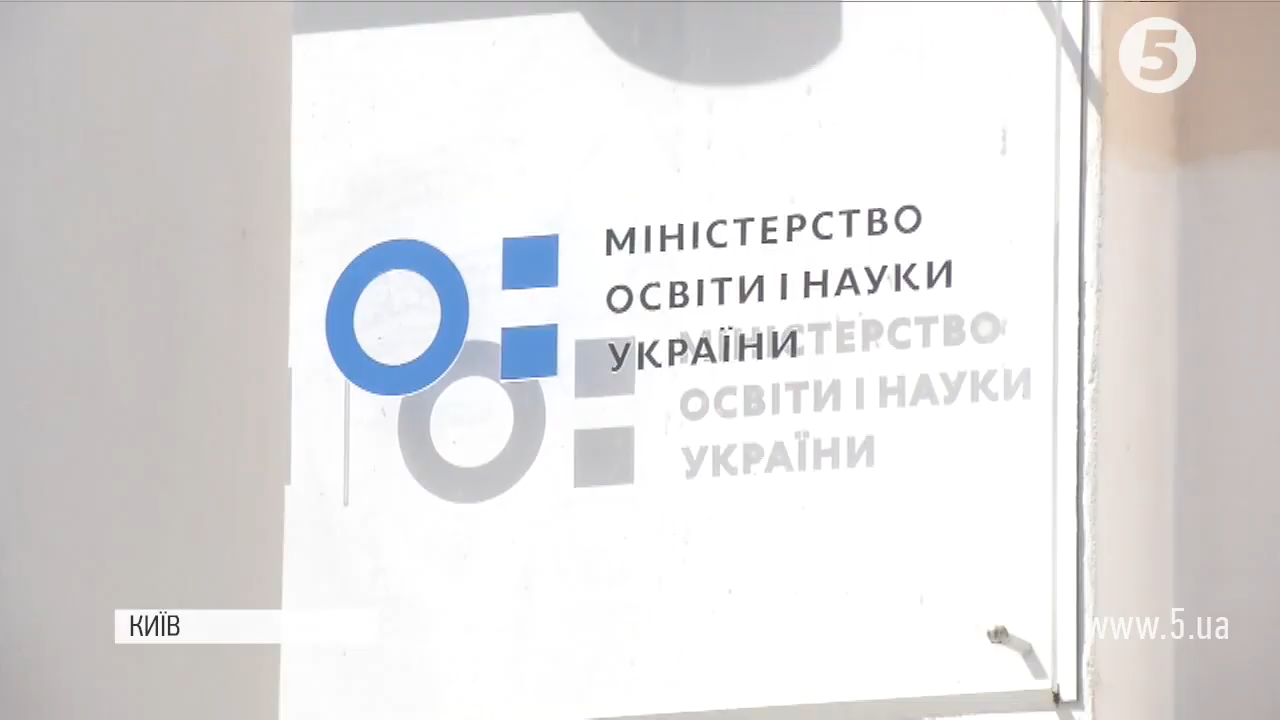 5
МІНІСТЕРСТВО
ОСВІТИ І НАУКИ
УКРАЇНИ
МІНІСТЕРСТВО
ОСВІТИ І НАУКИ
УКРАЇНИ
КИЇВ
www.5.ua